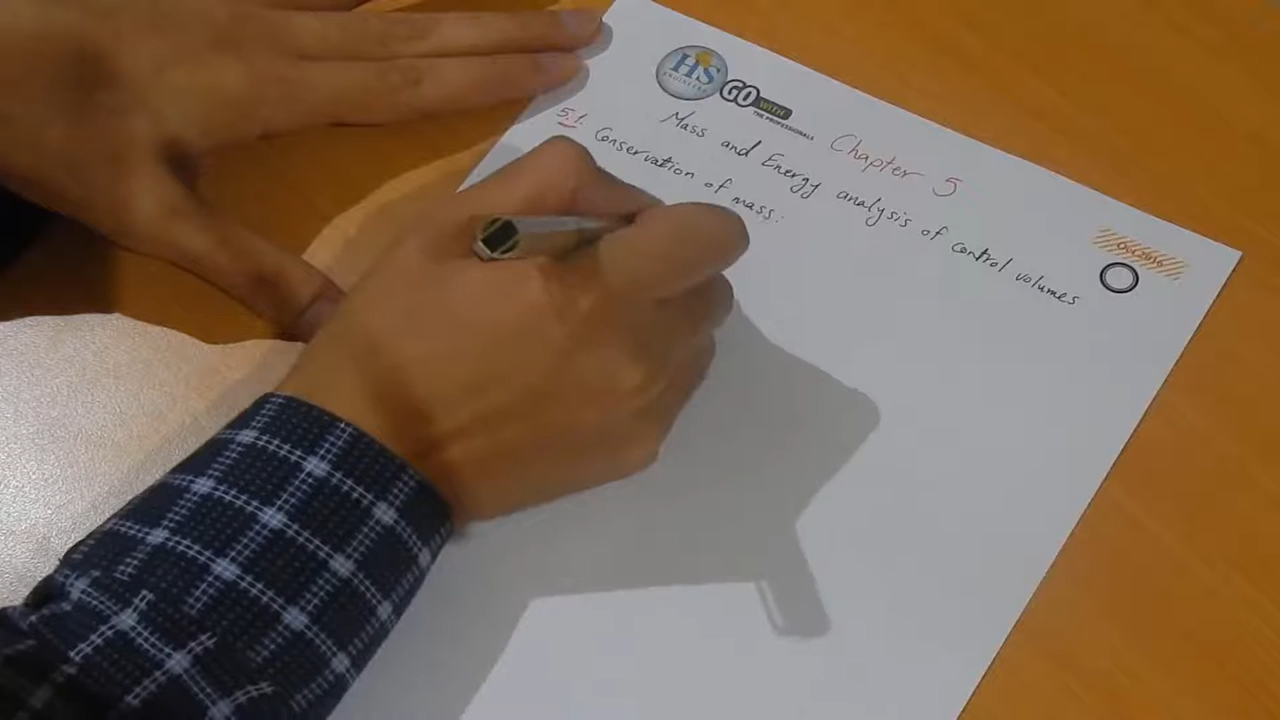 HS
ENGINEERS
GO WITH
THE PROFESSIONALS
Chapter 5
Mass and Energy analysis of control volumes
5.1. Conservation of mass: